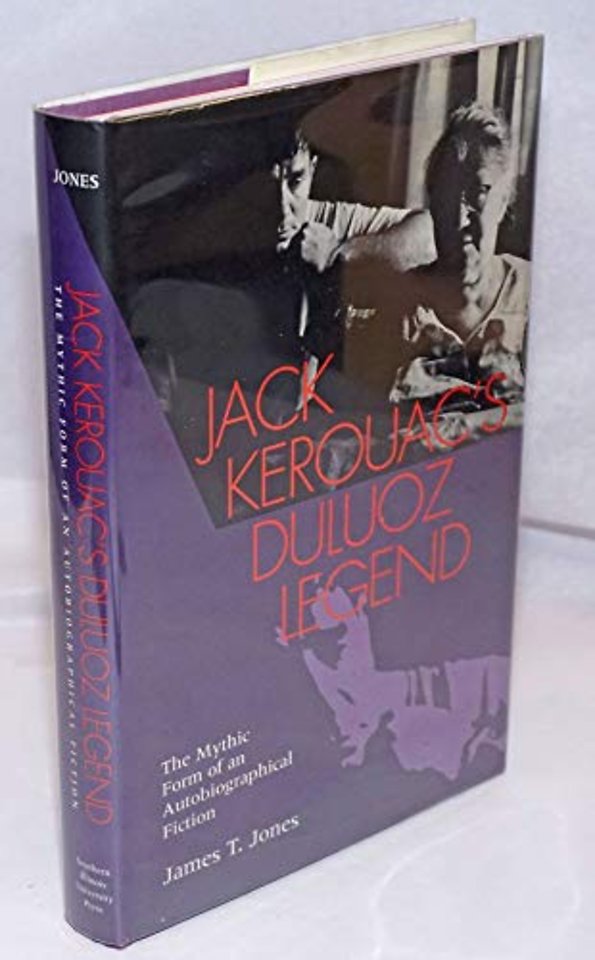 JONES
JACK KEROUAC'S DULUOZ LEGEND
THE MYTHIC FORM OF AN AUTOBIOGRAPHICAL FICTION
Southern
Illinois
University
Press
JACK
KEROUAC'S
DULUOZ
LEGEND
The Mythic
Form of an
Autobiographical
Fiction
James T. Jones